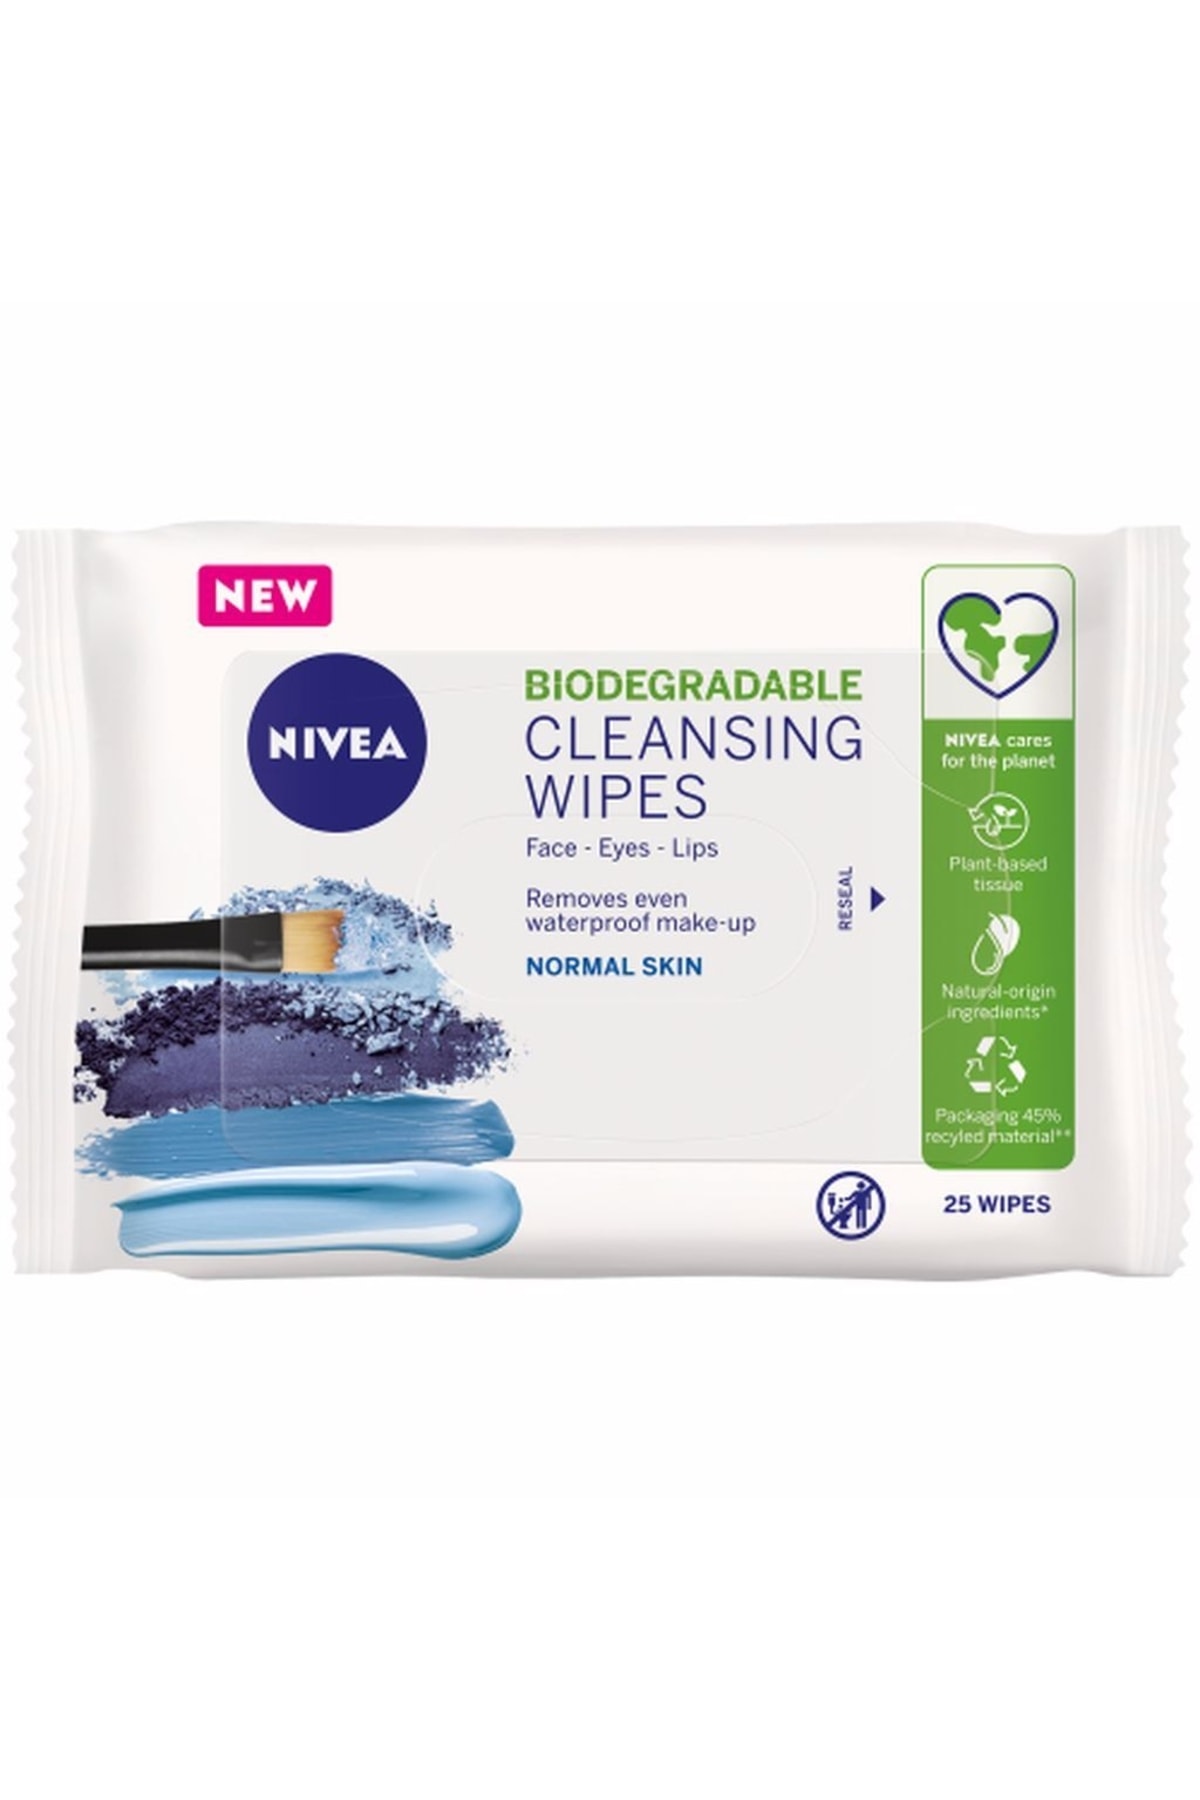 NEW
NIVEA
BIODEGRADABLE
CLEANSING
WIPES
Face - Eyes - Lips
Removes even
waterproof make-up
NORMAL SKIN
RESEAL
NIVEA cares
for the planet
Plant-based
tissue
Natural-origin
ingredients*
Packaging 45%
recyled material**
25 WIPES